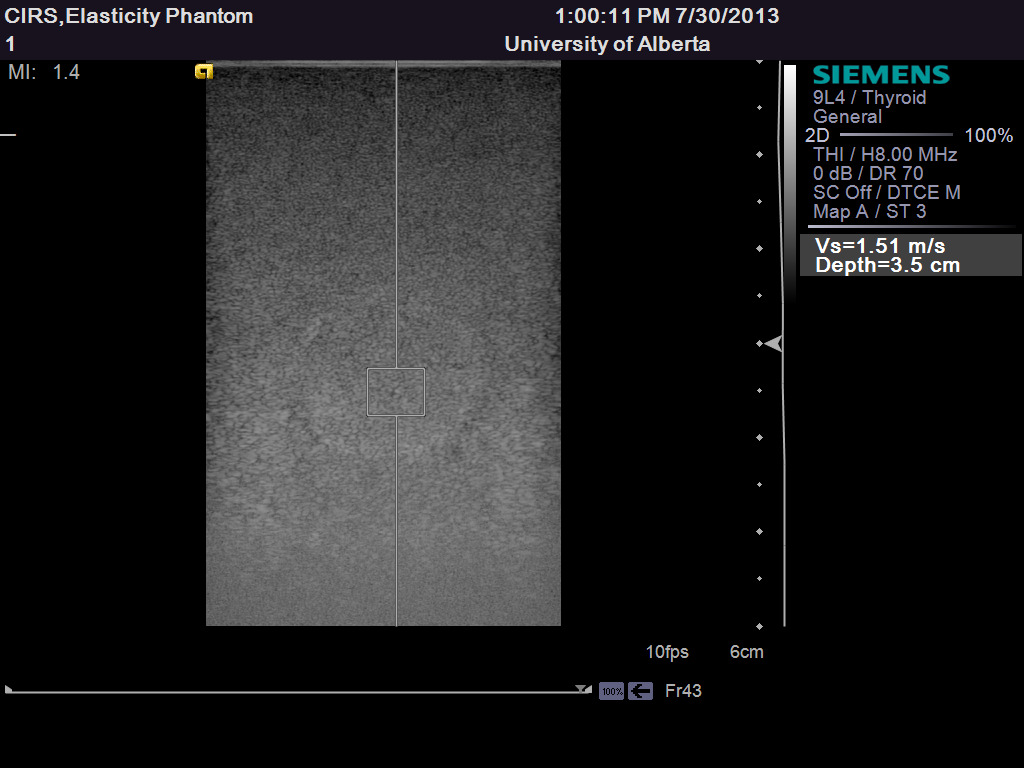 CIRS,Elasticity Phantom 1:00:11 PM 7/30/2013
1 University of Alberta
MI: 1.4
SIEMENS
9L4 / Thyroid
General
2D 100%
THI / H8.00 MHz
0 dB / DR 70
SC Off / DTCE M
Map A / ST 3
Vs=1.51 m/s
Depth=3.5 cm
10fps 6cm
100% Fr43